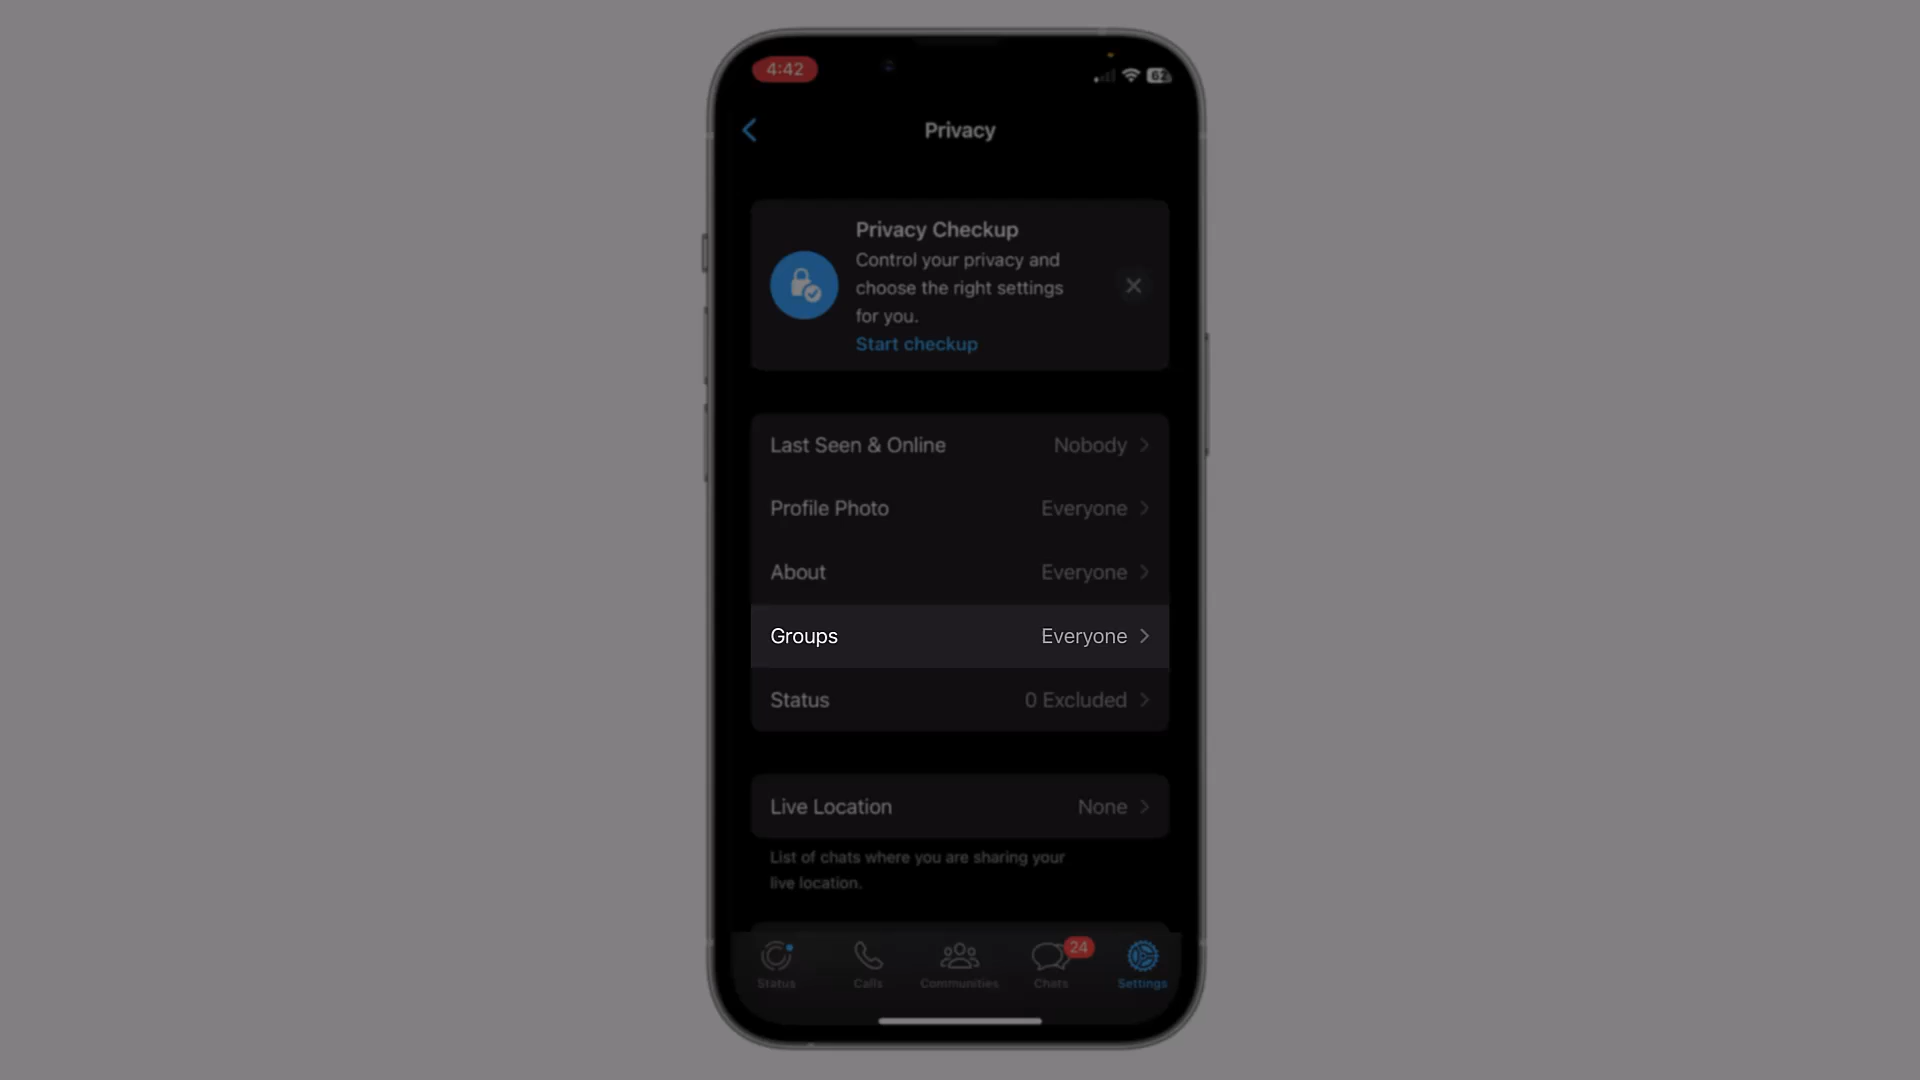 4:42
62
Privacy
Privacy Checkup
Control your privacy and
choose the right settings
for you.
Start checkup
Last Seen & Online Nobody
Profile Photo Everyone
About Everyone
Groups Everyone
Status 0 Excluded
Live Location None
List of chats where you are sharing your
live location.
24
Status Calls Communities Chats Settings